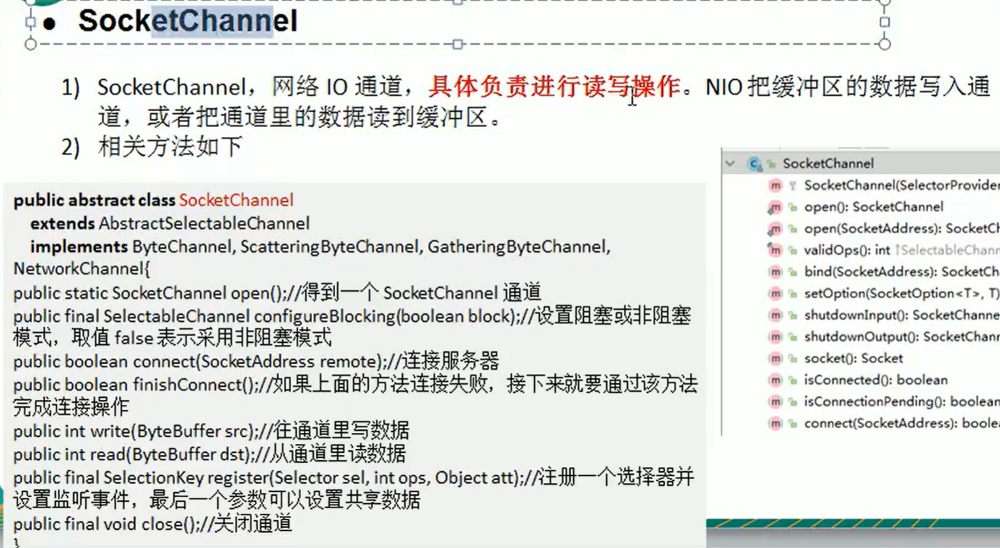 • SocketChannel
1) SocketChannel，网络 IO 通道，具体负责进行读写操作。NIO 把缓冲区的数据写入通
道，或者把通道里的数据读到缓冲区。
2) 相关方法如下
public abstract class SocketChannel
extends AbstractSelectableChannel
implements ByteChannel, ScatteringByteChannel, GatheringByteChannel,
NetworkChannel{
public static SocketChannel open();//得到一个 SocketChannel 通道
public final SelectableChannel configureBlocking(boolean block);//设置阻塞或非阻塞
模式，取值 false 表示采用非阻塞模式
public boolean connect(SocketAddress remote);//连接服务器
public boolean finishConnect();//如果上面的方法连接失败，接下来就要通过该方法
完成连接操作
public int write(ByteBuffer src);//往通道里写数据
public int read(ByteBuffer dst);//从通道里读数据
public final SelectionKey register(Selector sel, int ops, Object att);//注册一个选择器并
设置监听事件，最后一个参数可以设置共享数据
public final void close();//关闭通道
}
SocketChannel
SocketChannel(SelectorProvider
open(): SocketChannel
open(SocketAddress): SocketCh
validOps(): int ↑SelectableChann
bind(SocketAddress): SocketCh
setOption(SocketOption<T>, T)
shutdownInput(): SocketChanne
shutdownOutput(): SocketChann
socket(): Socket
isConnected(): boolean
isConnectionPending(): boolean
connect(SocketAddress): boolea